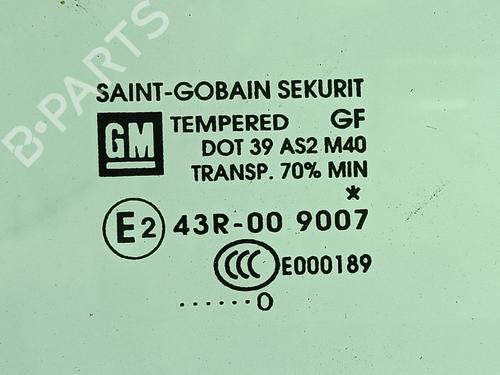 B-PARTS
SAINT-GOBAIN SEKURIT
GM TEMPERED GF
DOT 39 AS2 M40
TRANSP. 70% MIN
*
E2 43R-00 9007
CCC E000189
......0